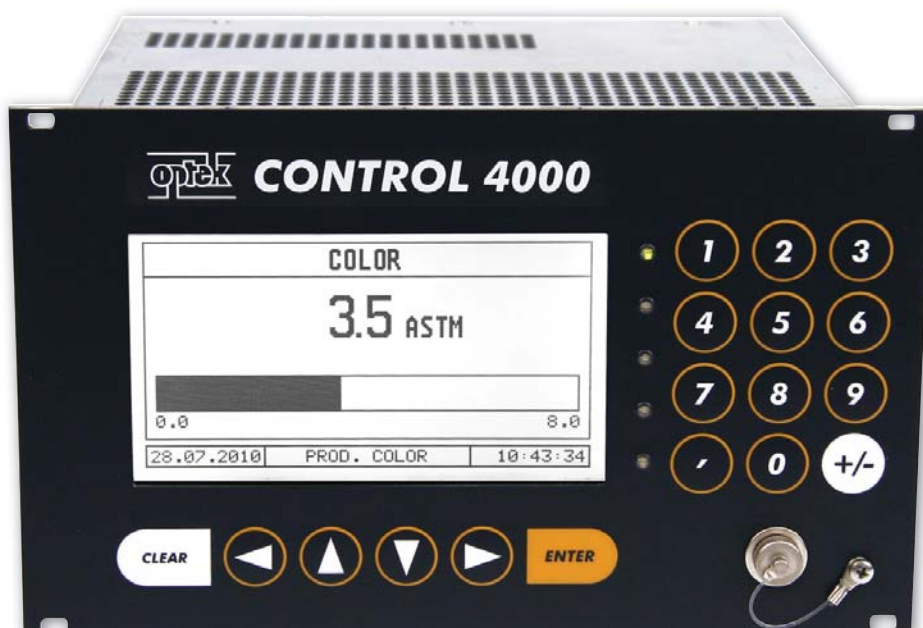 optek CONTROL 4000
COLOR
3.5 ASTM
0.0 8.0
28.07.2010 PROD. COLOR 10:43:34
1 2 3
4 5 6
7 8 9
, 0 +/-
CLEAR ENTER